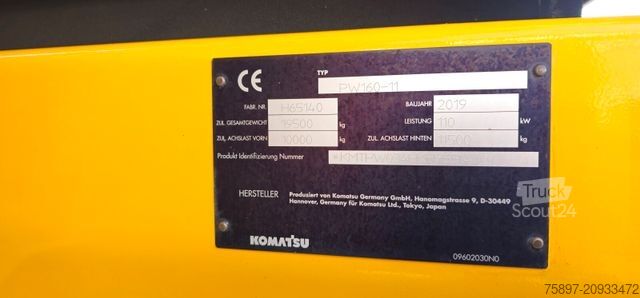 CE
TYP
PW160-11
FABR. NR. H65140 BAUJAHR 2019
ZUL. GESAMTGEWICHT 19500 kg LEISTUNG 110 kW
ZUL. ACHSLAST VORN 10000 kg ZUL. ACHSLAST HINTEN 11500 kg
Produkt Identifizierung Nummer
HERSTELLER Produziert von Komatsu Germany GmbH, Hanomagstrasse 9, D-30449
Hannover, Germany für Komatsu Ltd., Tokyo, Japan
KOMATSU
09602030N0
Truck
Scout24
75897-20933472